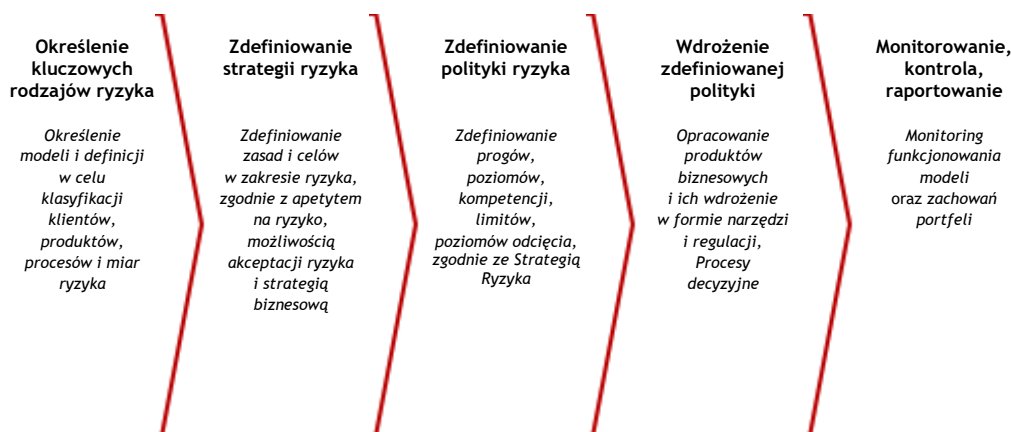 Określenie
kluczowych
rodzajów ryzyka
Określenie
modeli i definicji
w celu
klasyfikacji
klientów,
produktów,
procesów i miar
ryzyka
Zdefiniowanie
strategii ryzyka
Zdefiniowanie
zasad i celów
w zakresie ryzyka,
zgodnie z apetytem
na ryzyko,
możliwością
akceptacji ryzyka
i strategią
biznesową
Zdefiniowanie
polityki ryzyka
Zdefiniowanie
progów,
poziomów,
kompetencji,
limitów,
poziomów odcięcia,
zgodnie ze Strategią
Ryzyka
Wdrożenie
zdefiniowanej
polityki
Opracowanie
produktów
biznesowych
i ich wdrożenie
w formie narzędzi
i regulacji,
Procesy
decyzyjne
Monitorowanie,
kontrola,
raportowanie
Monitoring
funkcjonowania
modeli
oraz zachowań
portfeli